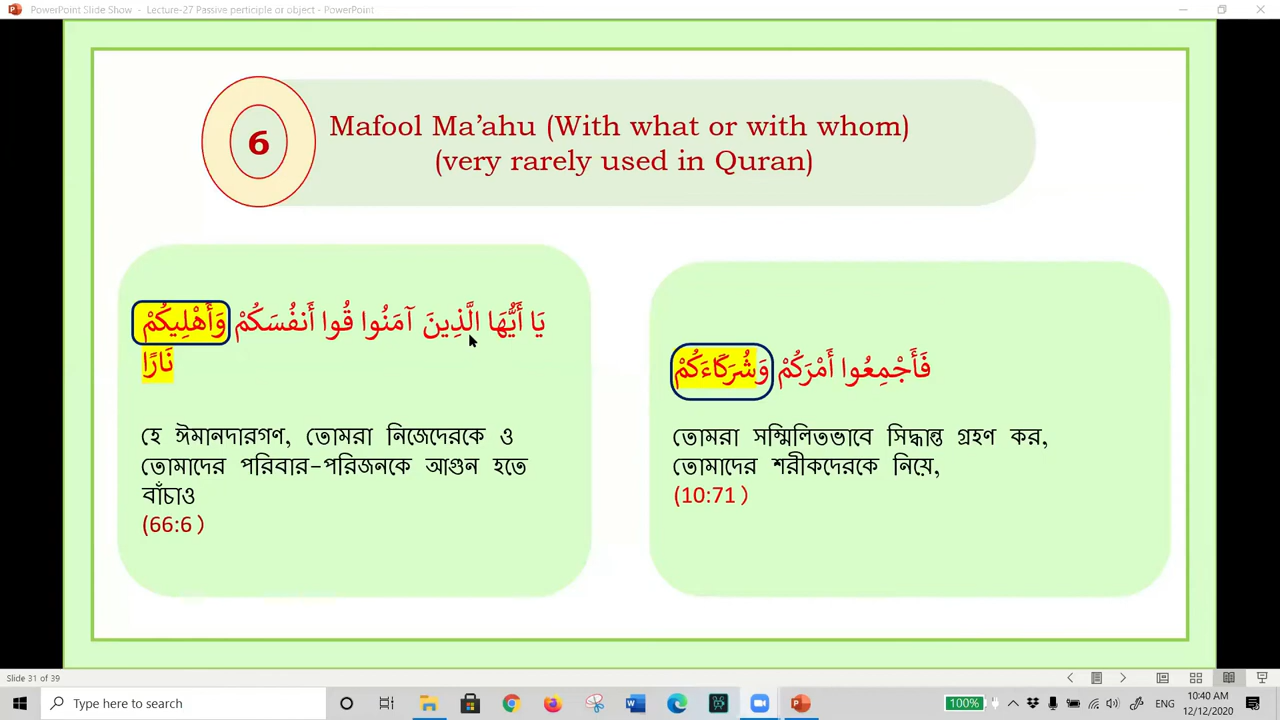 PowerPoint Slide Show - Lecture-27 Passive perticiple or object - PowerPoint
6
Mafool Ma’ahu (With what or with whom)
(very rarely used in Quran)
يَا أَيُّهَا الَّذِينَ آمَنُوا قُوا أَنفُسَكُمْ وَأَهْلِيكُمْ
نَارًا
হে ঈমানদারগণ, তোমরা নিজেদেরকে ও
তোমাদের পরিবার-পরিজনকে আগুন হতে
বাঁচাও
(66:6 )
فَأَجْمِعُوا أَمْرَكُمْ وَشُرَكَاءَكُمْ
তোমরা সম্মিলিতভাবে সিদ্ধান্ত গ্রহণ কর,
তোমাদের শরীকদেরকে নিয়ে,
(10:71 )
Slide 31 of 39
Type here to search
100%
ENG
10:40 AM
12/12/2020